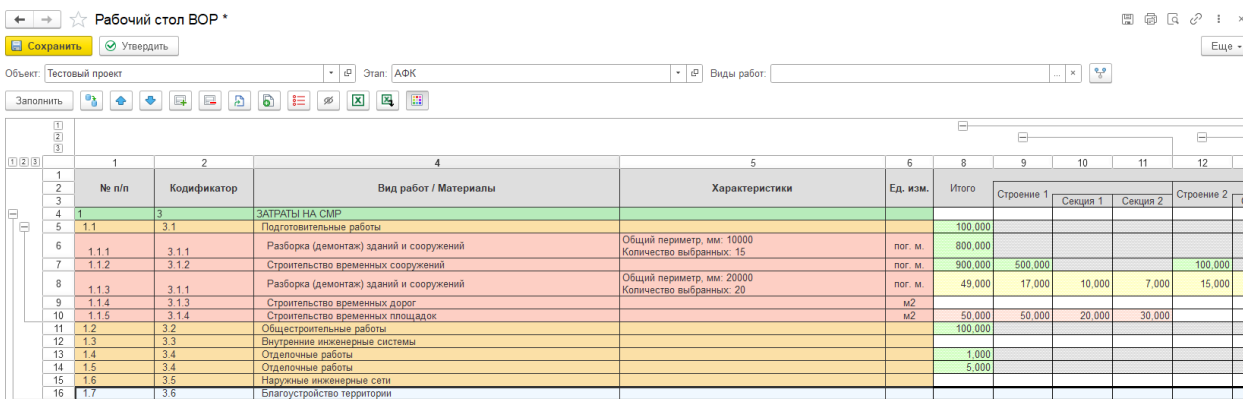 Рабочий стол ВОР *
Сохранить Утвердить Еще
Объект: Тестовый проект Этап: АФК Виды работ: ... ×
Заполнить
1
2
3
1 2 3 1 2 4 5 6 8 9 10 11 12
1
2 № п/п Кодификатор Вид работ / Материалы Характеристики Ед. изм. Итого Строение 1 Строение 2
3 Секция 1 Секция 2
4 1 3 ЗАТРАТЫ НА СМР
5 1.1 3.1 Подготовительные работы 100,000
6 1.1.1 3.1.1 Разборка (демонтаж) зданий и сооружений Общий периметр, мм: 10000 пог. м. 800,000
Количество выбранных: 15
7 1.1.2 3.1.2 Строительство временных сооружений пог. м. 900,000 500,000 100,000
8 1.1.3 3.1.1 Разборка (демонтаж) зданий и сооружений Общий периметр, мм: 20000 пог. м. 49,000 17,000 10,000 7,000 15,000
Количество выбранных: 20
9 1.1.4 3.1.3 Строительство временных дорог м2
10 1.1.5 3.1.4 Строительство временных площадок м2 50,000 50,000 20,000 30,000
11 1.2 3.2 Общестроительные работы 100,000
12 1.3 3.3 Внутренние инженерные системы
13 1.4 3.4 Отделочные работы 1,000
14 1.5 3.4 Отделочные работы 5,000
15 1.6 3.5 Наружные инженерные сети
16 1.7 3.6 Благоустройство территории